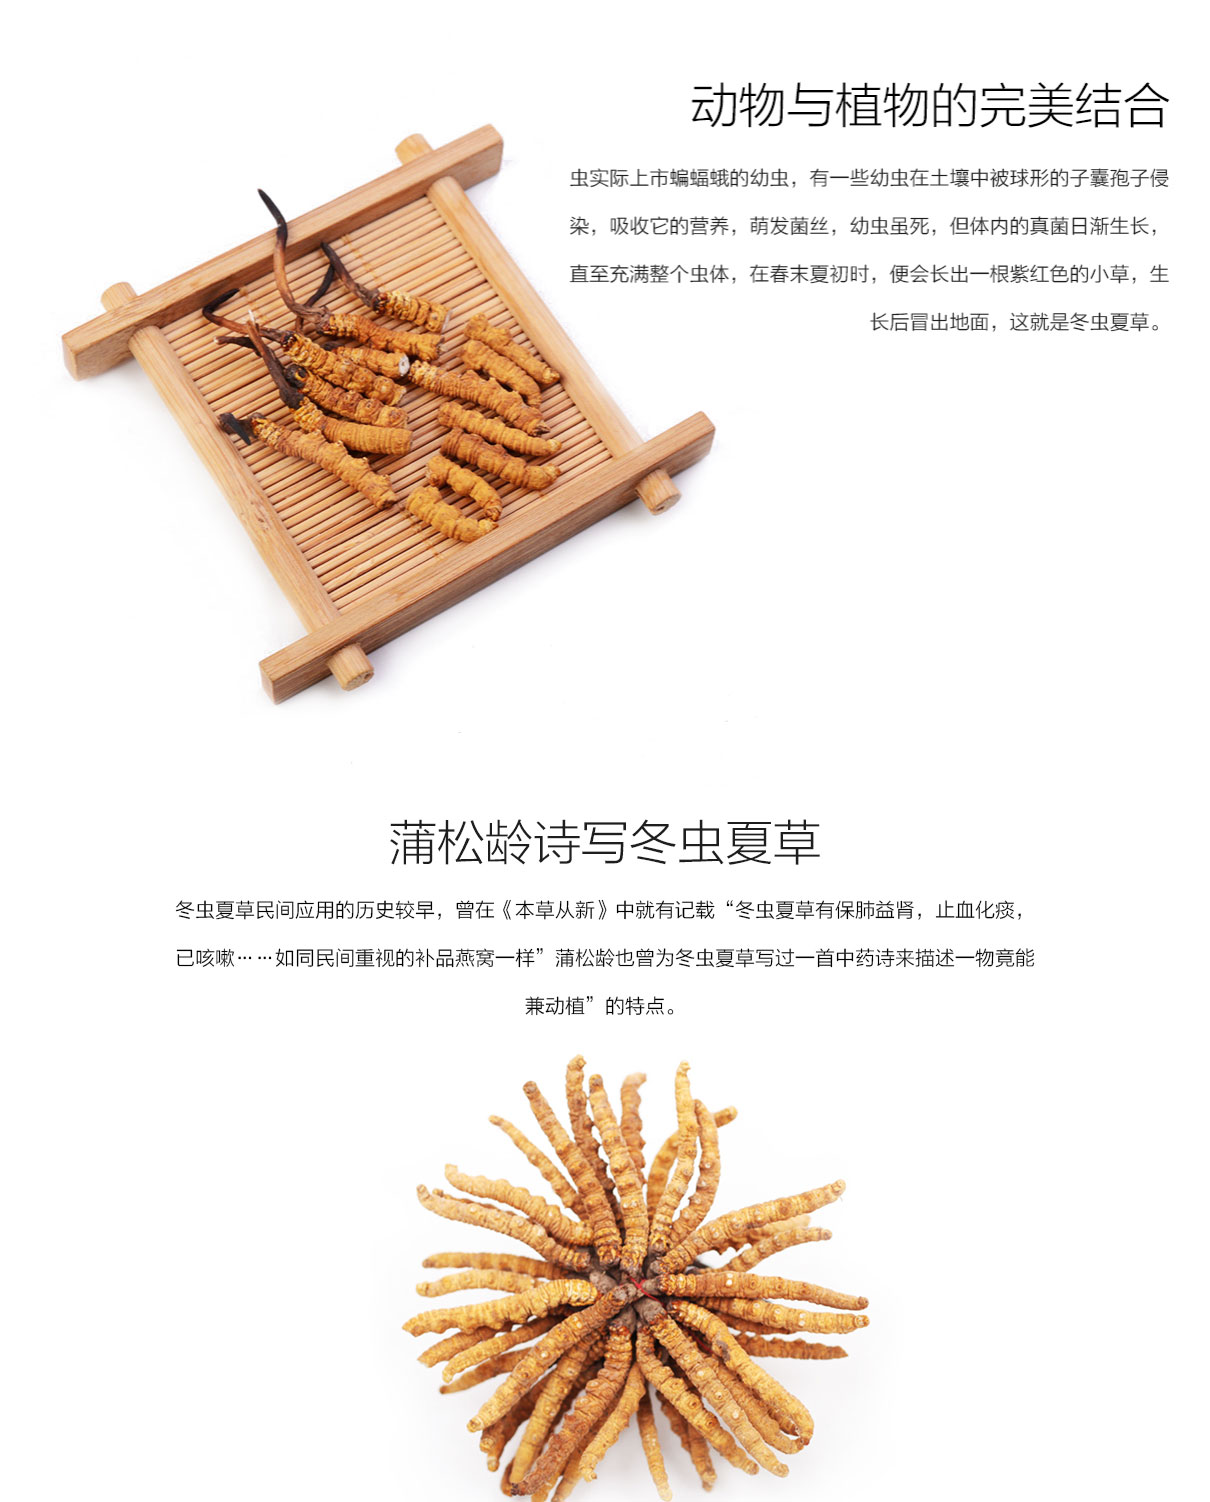 动物与植物的完美结合
虫实际上市蝙蝠蛾的幼虫，有一些幼虫在土壤中被球形的子囊孢子侵
染，吸收它的营养，萌发菌丝，幼虫虽死，但体内的真菌日渐生长，
直至充满整个虫体，在春末夏初时，便会长出一根紫红色的小草，生
长后冒出地面，这就是冬虫夏草。
蒲松龄诗写冬虫夏草
冬虫夏草民间应用的历史较早，曾在《本草从新》中就有记载“冬虫夏草有保肺益肾，止血化痰，
已咳嗽……如同民间重视的补品燕窝一样”蒲松龄也曾为冬虫夏草写过一首中药诗来描述一物竟能
兼动植”的特点。